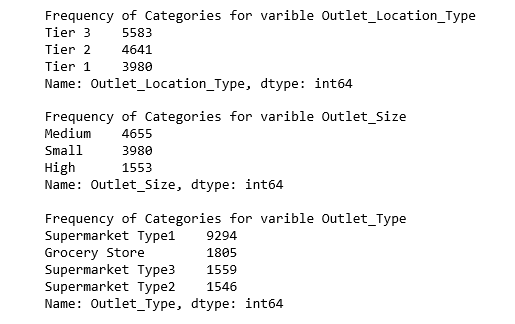 Frequency of Categories for varible Outlet_Location_Type
Tier 3    5583
Tier 2    4641
Tier 1    3980
Name: Outlet_Location_Type, dtype: int64
Frequency of Categories for varible Outlet_Size
Medium    4655
Small     3980
High      1553
Name: Outlet_Size, dtype: int64
Frequency of Categories for varible Outlet_Type
Supermarket Type1    9294
Grocery Store        1805
Supermarket Type3    1559
Supermarket Type2    1546
Name: Outlet_Type, dtype: int64